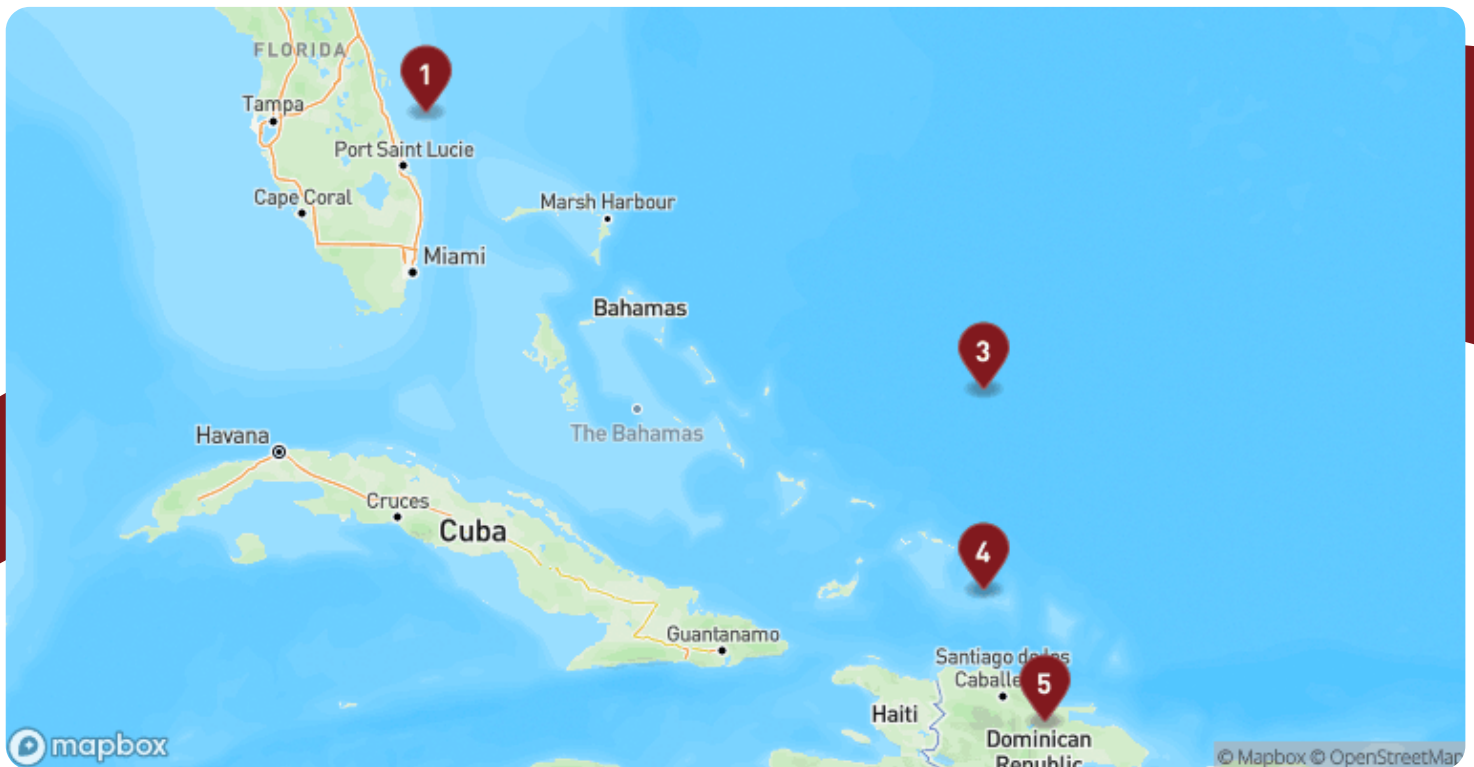 FLORIDA
1
Tampa
Port Saint Lucie
Cape Coral
Marsh Harbour
Miami
Bahamas
3
The Bahamas
Havana
Cruces
Cuba
4
Guantanamo
Santiago de los
Caballe
5
Haiti
Dominican
Republic
mapbox
© Mapbox © OpenStreetMap